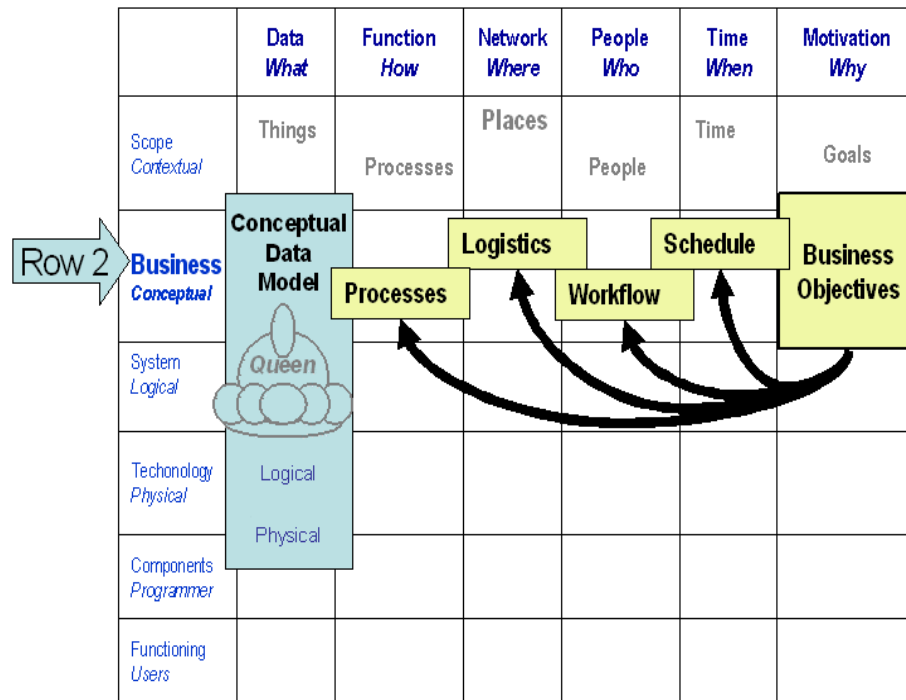 Data
What
Function
How
Network
Where
People
Who
Time
When
Motivation
Why
Scope
Contextual
Things
Processes
Places
People
Time
Goals
Row 2
Business
Conceptual
Conceptual
Data
Model
Processes
Logistics
Workflow
Schedule
Business
Objectives
System
Logical
Queen
Techonology
Physical
Logical
Physical
Components
Programmer
Functioning
Users